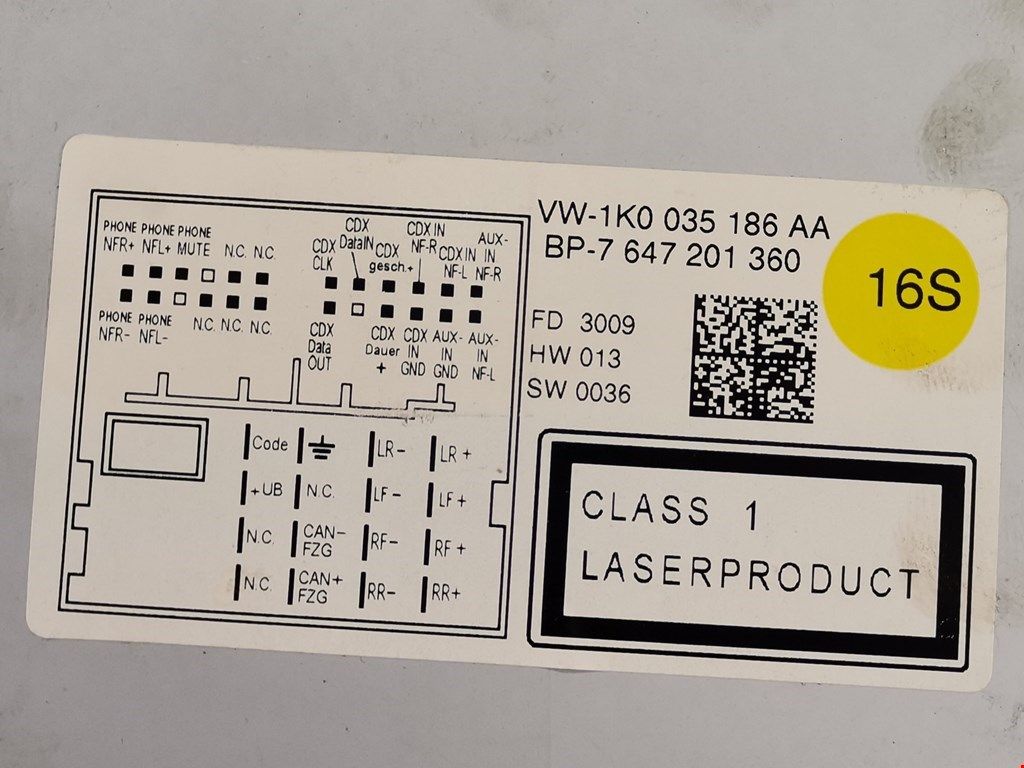 VW-1K0 035 186 AA
BP-7 647 201 360
16S
FD 3009
HW 013
SW 0036
PHONE PHONE PHONE
NFR+ NFL+ MUTE N.C. N.C.
CDX CLK
CDX DataIN
CDX gesch.+
CDX IN NF-R
CDX IN NF-L
AUX-IN NF-R
PHONE PHONE
NFR- NFL-
N.C. N.C. N.C.
CDX Data OUT
CDX Dauer +
CDX IN GND
AUX-IN GND
AUX-IN NF-L
Code LR- LR+
+UB N.C. LF- LF+
N.C. CAN- FZG RF- RF+
N.C. CAN+ FZG RR- RR+
CLASS 1
LASERPRODUCT